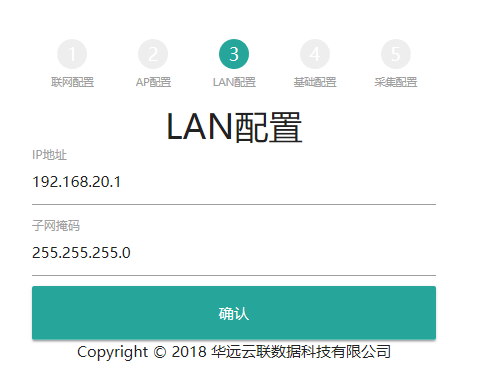 1 2 3 4 5
联网配置 AP配置 LAN配置 基础配置 采集配置
LAN配置
IP地址
192.168.20.1
子网掩码
255.255.255.0
确认
Copyright © 2018 华远云联数据科技有限公司